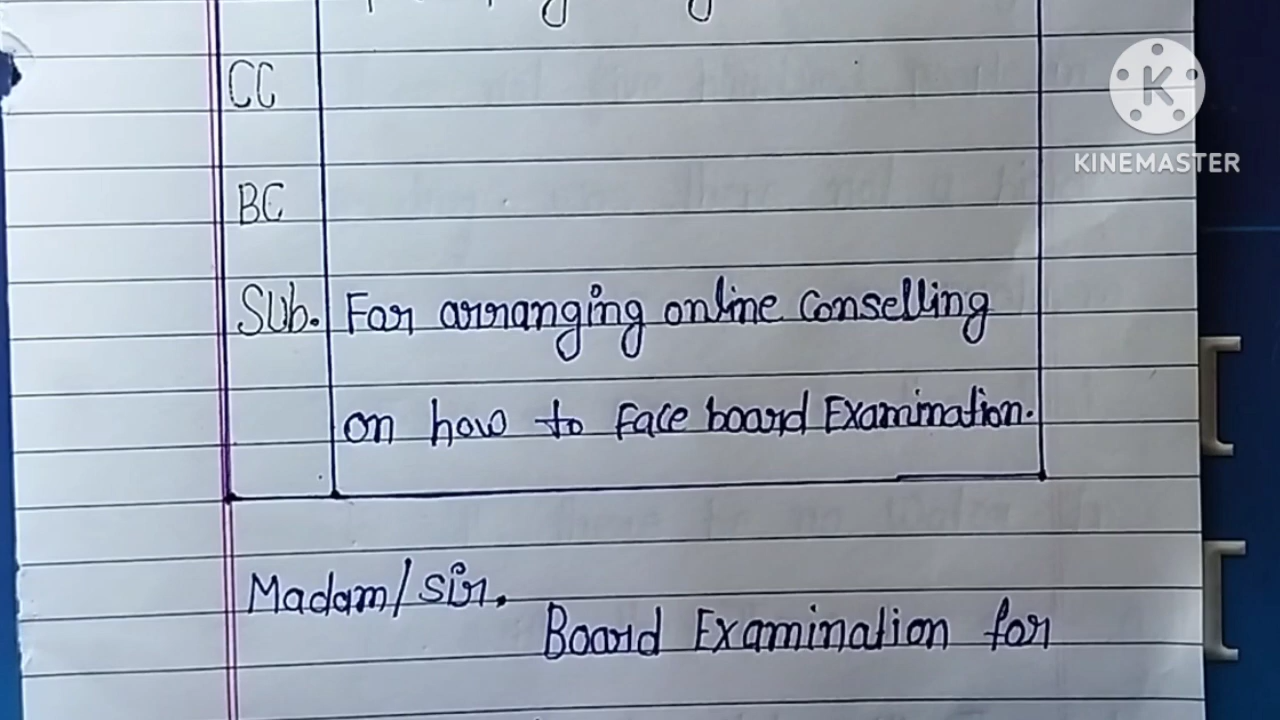 CC
BC
Sub. For arranging online Conselling
on how to Face board Examination.
Madam/Sir.
Board Examination for
K
KINEMASTER